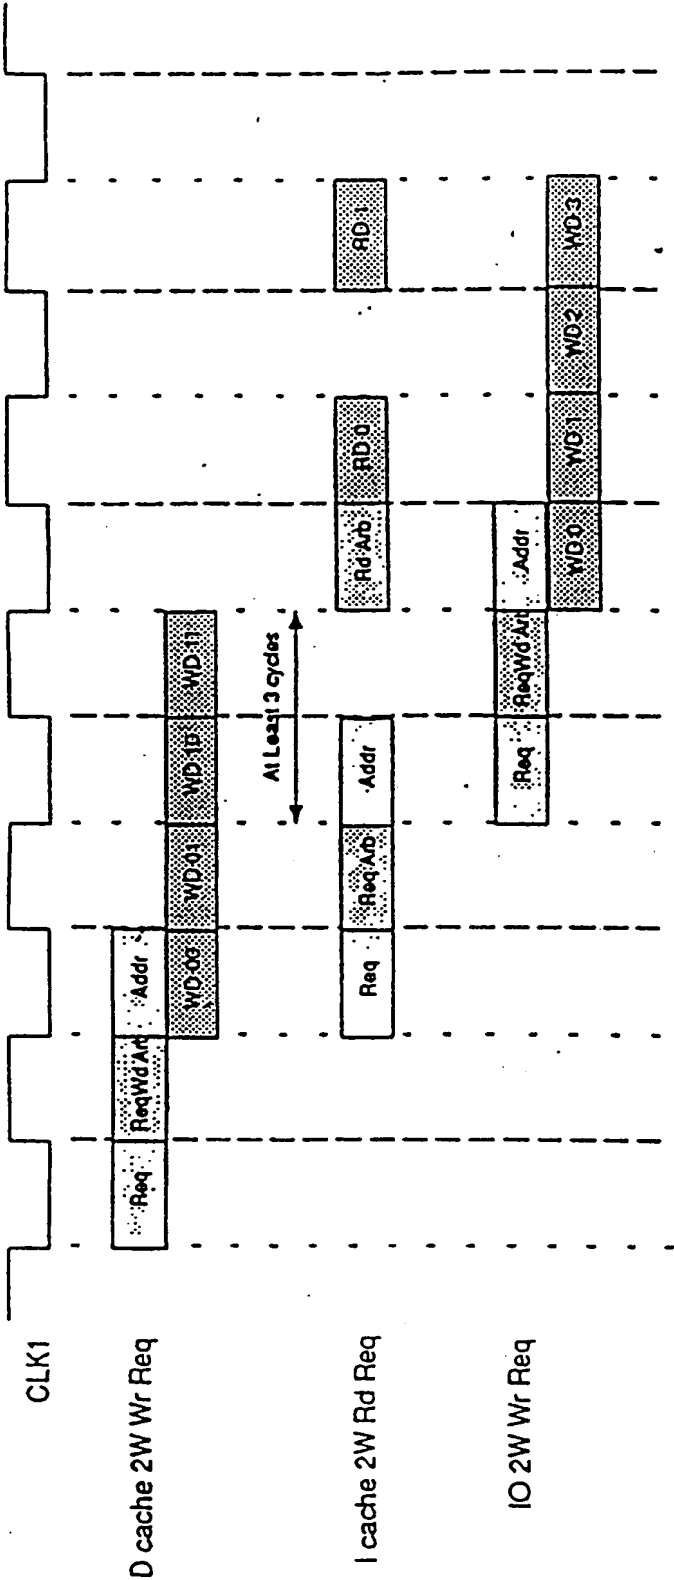 CLK1
D cache 2W Wr Req
Req
ReqWd Arb
Addr
WD 00
WD 01
WD 10
WD 11
At Least 3 cycles
I cache 2W Rd Req
Req
Req Arb
Addr
Rd Arb
RD 0
RD 1
IO 2W Wr Req
Req
ReqWd Arb
Addr
WD 0
WD 1
WD 2
WD 3